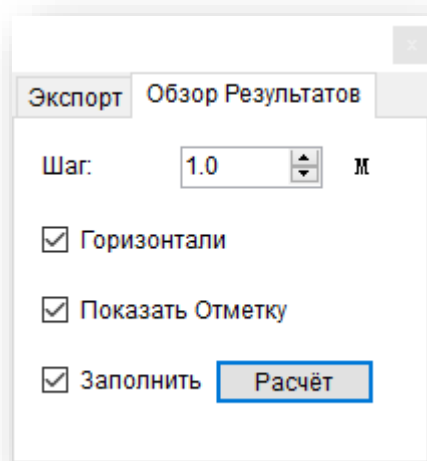 Экспорт Обзор Результатов
Шаг: 1.0 м
Горизонтали
Показать Отметку
Заполнить Расчёт